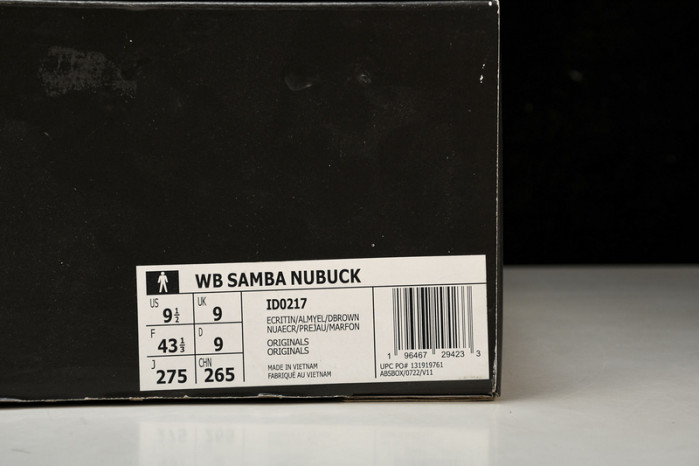 WB SAMBA NUBUCK
US 9½ UK 9
F 43⅓ D 9
J 275 CHN 265
ID0217
ECRITIN/ALMYEL/DBROWN
NUAECR/PREJAU/MARFON
ORIGINALS
ORIGINALS
MADE IN VIETNAM
FABRIQUÉ AU VIETNAM
1 96467 29423 3
UPC PO# 131919761
ABSBOX/0722/V11